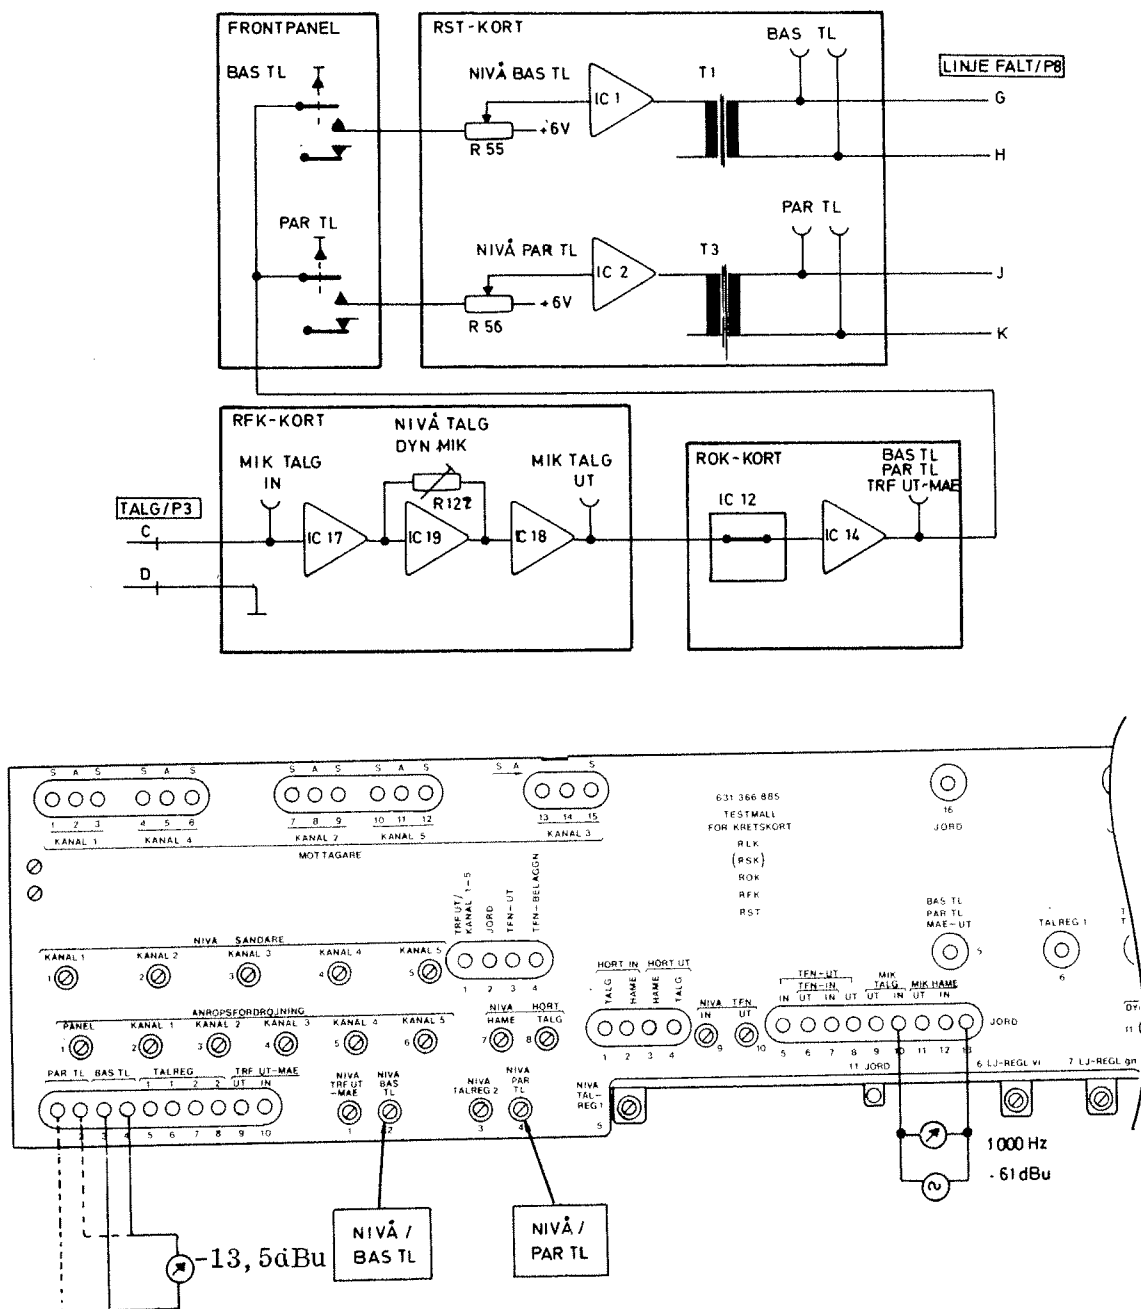 FRONTPANEL
BAS TL
PAR TL
RST-KORT
NIVÅ BAS TL
+6V
R 55
IC 1
T1
BAS TL
NIVÅ PAR TL
+6V
R 56
IC 2
T3
PAR TL
LINJE FALT/P8
G
H
J
K
RFK-KORT
NIVÅ TALG
DYN MIK
MIK TALG
IN
MIK TALG
UT
R122
TALG/P3
C
D
IC 17
IC 19
IC 18
ROK-KORT
IC 12
IC 14
BAS TL
PAR TL
TRF UT-MAE
S A S S A S
1 2 3 4 5 6
KANAL 1 KANAL 4
S A S S A S
7 8 9 10 11 12
KANAL 2 KANAL 5
S A S
13 14 15
KANAL 3
MOTTAGARE
631 366 885
TESTMALL
FÖR KRETSKORT
RLK
(RSK)
ROK
RFK
RST
16
JORD
TRF UT/
KANAL 1-5
JORD
TFN-UT
TFN-BELAGGN
1 2 3 4
NIVA SANDARE
KANAL 1 KANAL 2 KANAL 3 KANAL 4 KANAL 5
1 2 3 4 5
BAS TL
PAR TL
MAE-UT
5
TALREG 1
6
ANROPSFORDROJNING
PANEL KANAL 1 KANAL 2 KANAL 3 KANAL 4 KANAL 5
1 2 3 4 5 6
NIVA HORT
HAME TALG
7 8
HORT IN HORT UT
TALG HAME HAME TALG
1 2 3 4
NIVA TFN
IN UT
9 10
TFN-UT
TFN-IN
IN UT IN UT
MIK
TALG
UT IN
MIK HAME
UT IN
JORD
5 6 7 8 9 10 11 12 13
11 JORD
6 LJ-REGL vi
7 LJ-REGL gn
PAR TL BAS TL TALREG TRF UT-MAE
1 1 2 2 UT IN
2 3 4 5 6 7 8 9 10
NIVA
TRF UT
-MAE
1
NIVA
BAS
TL
2
NIVA
TALREG 2
3
NIVA
PAR
TL
4
NIVA
TAL-
REG 1
5
1000 Hz
-61dBu
-13,5dBu
NIVÅ /
BAS TL
NIVÅ /
PAR TL